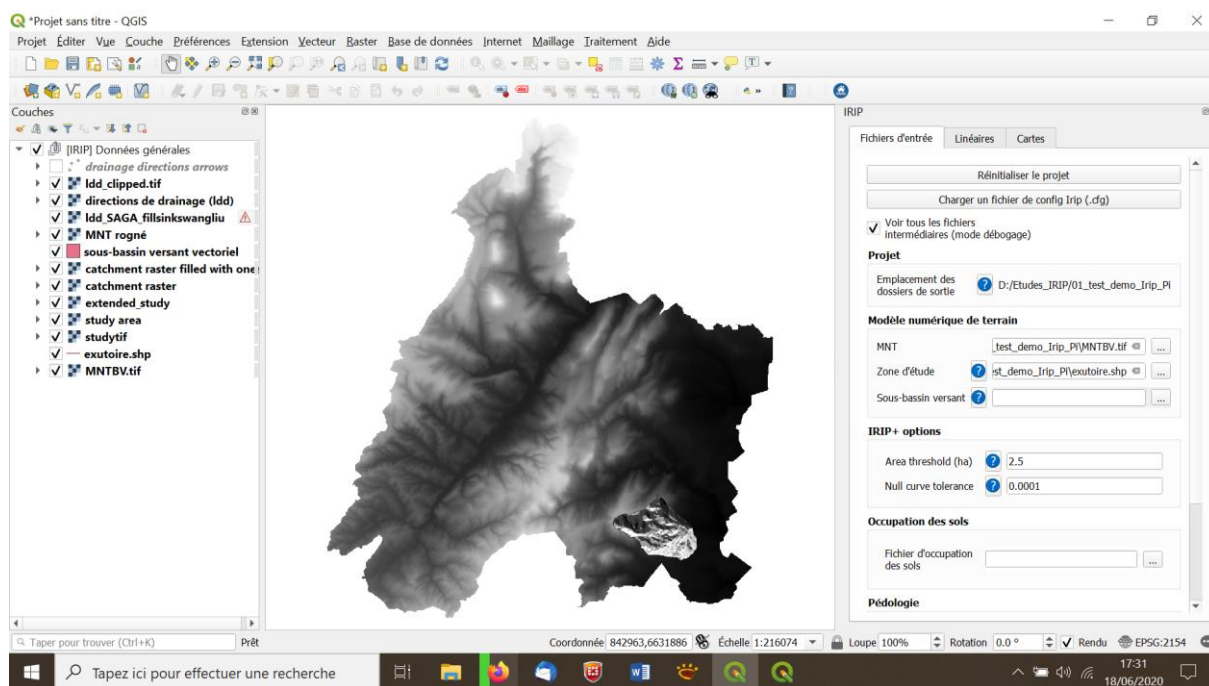 *Projet sans titre - QGIS
Projet Éditer Vue Couche Préférences Extension Vecteur Raster Base de données Internet Maillage Traitement Aide
Couches
[IRIP] Données générales
drainage directions arrows
ldd_clipped.tif
directions de drainage (ldd)
ldd_SAGA_fillsinkswangliu
MNT rogné
sous-bassin versant vectoriel
catchment raster filled with one
catchment raster
extended_study
study area
studytif
exutoire.shp
MNTBV.tif
IRIP
Fichiers d'entrée Linéaires Cartes
Réinitialiser le projet
Charger un fichier de config Irip (.cfg)
Voir tous les fichiers
intermédiaires (mode débogage)
Projet
Emplacement des
dossiers de sortie
D:/Etudes_IRIP/01_test_demo_Irip_Pi
Modèle numérique de terrain
MNT _test_demo_Irip_Pi\MNTBV.tif ...
Zone d'étude ? est_demo_Irip_Pi\exutoire.shp ...
Sous-bassin versant ? ...
IRIP+ options
Area threshold (ha) ? 2.5
Null curve tolerance ? 0.0001
Occupation des sols
Fichier d'occupation
des sols
...
Pédologie
Taper pour trouver (Ctrl+K) Prêt Coordonnée 842963,6631886 Échelle 1:216074 Loupe 100% Rotation 0.0 ° Rendu EPSG:2154
Tapez ici pour effectuer une recherche
17:31
18/06/2020